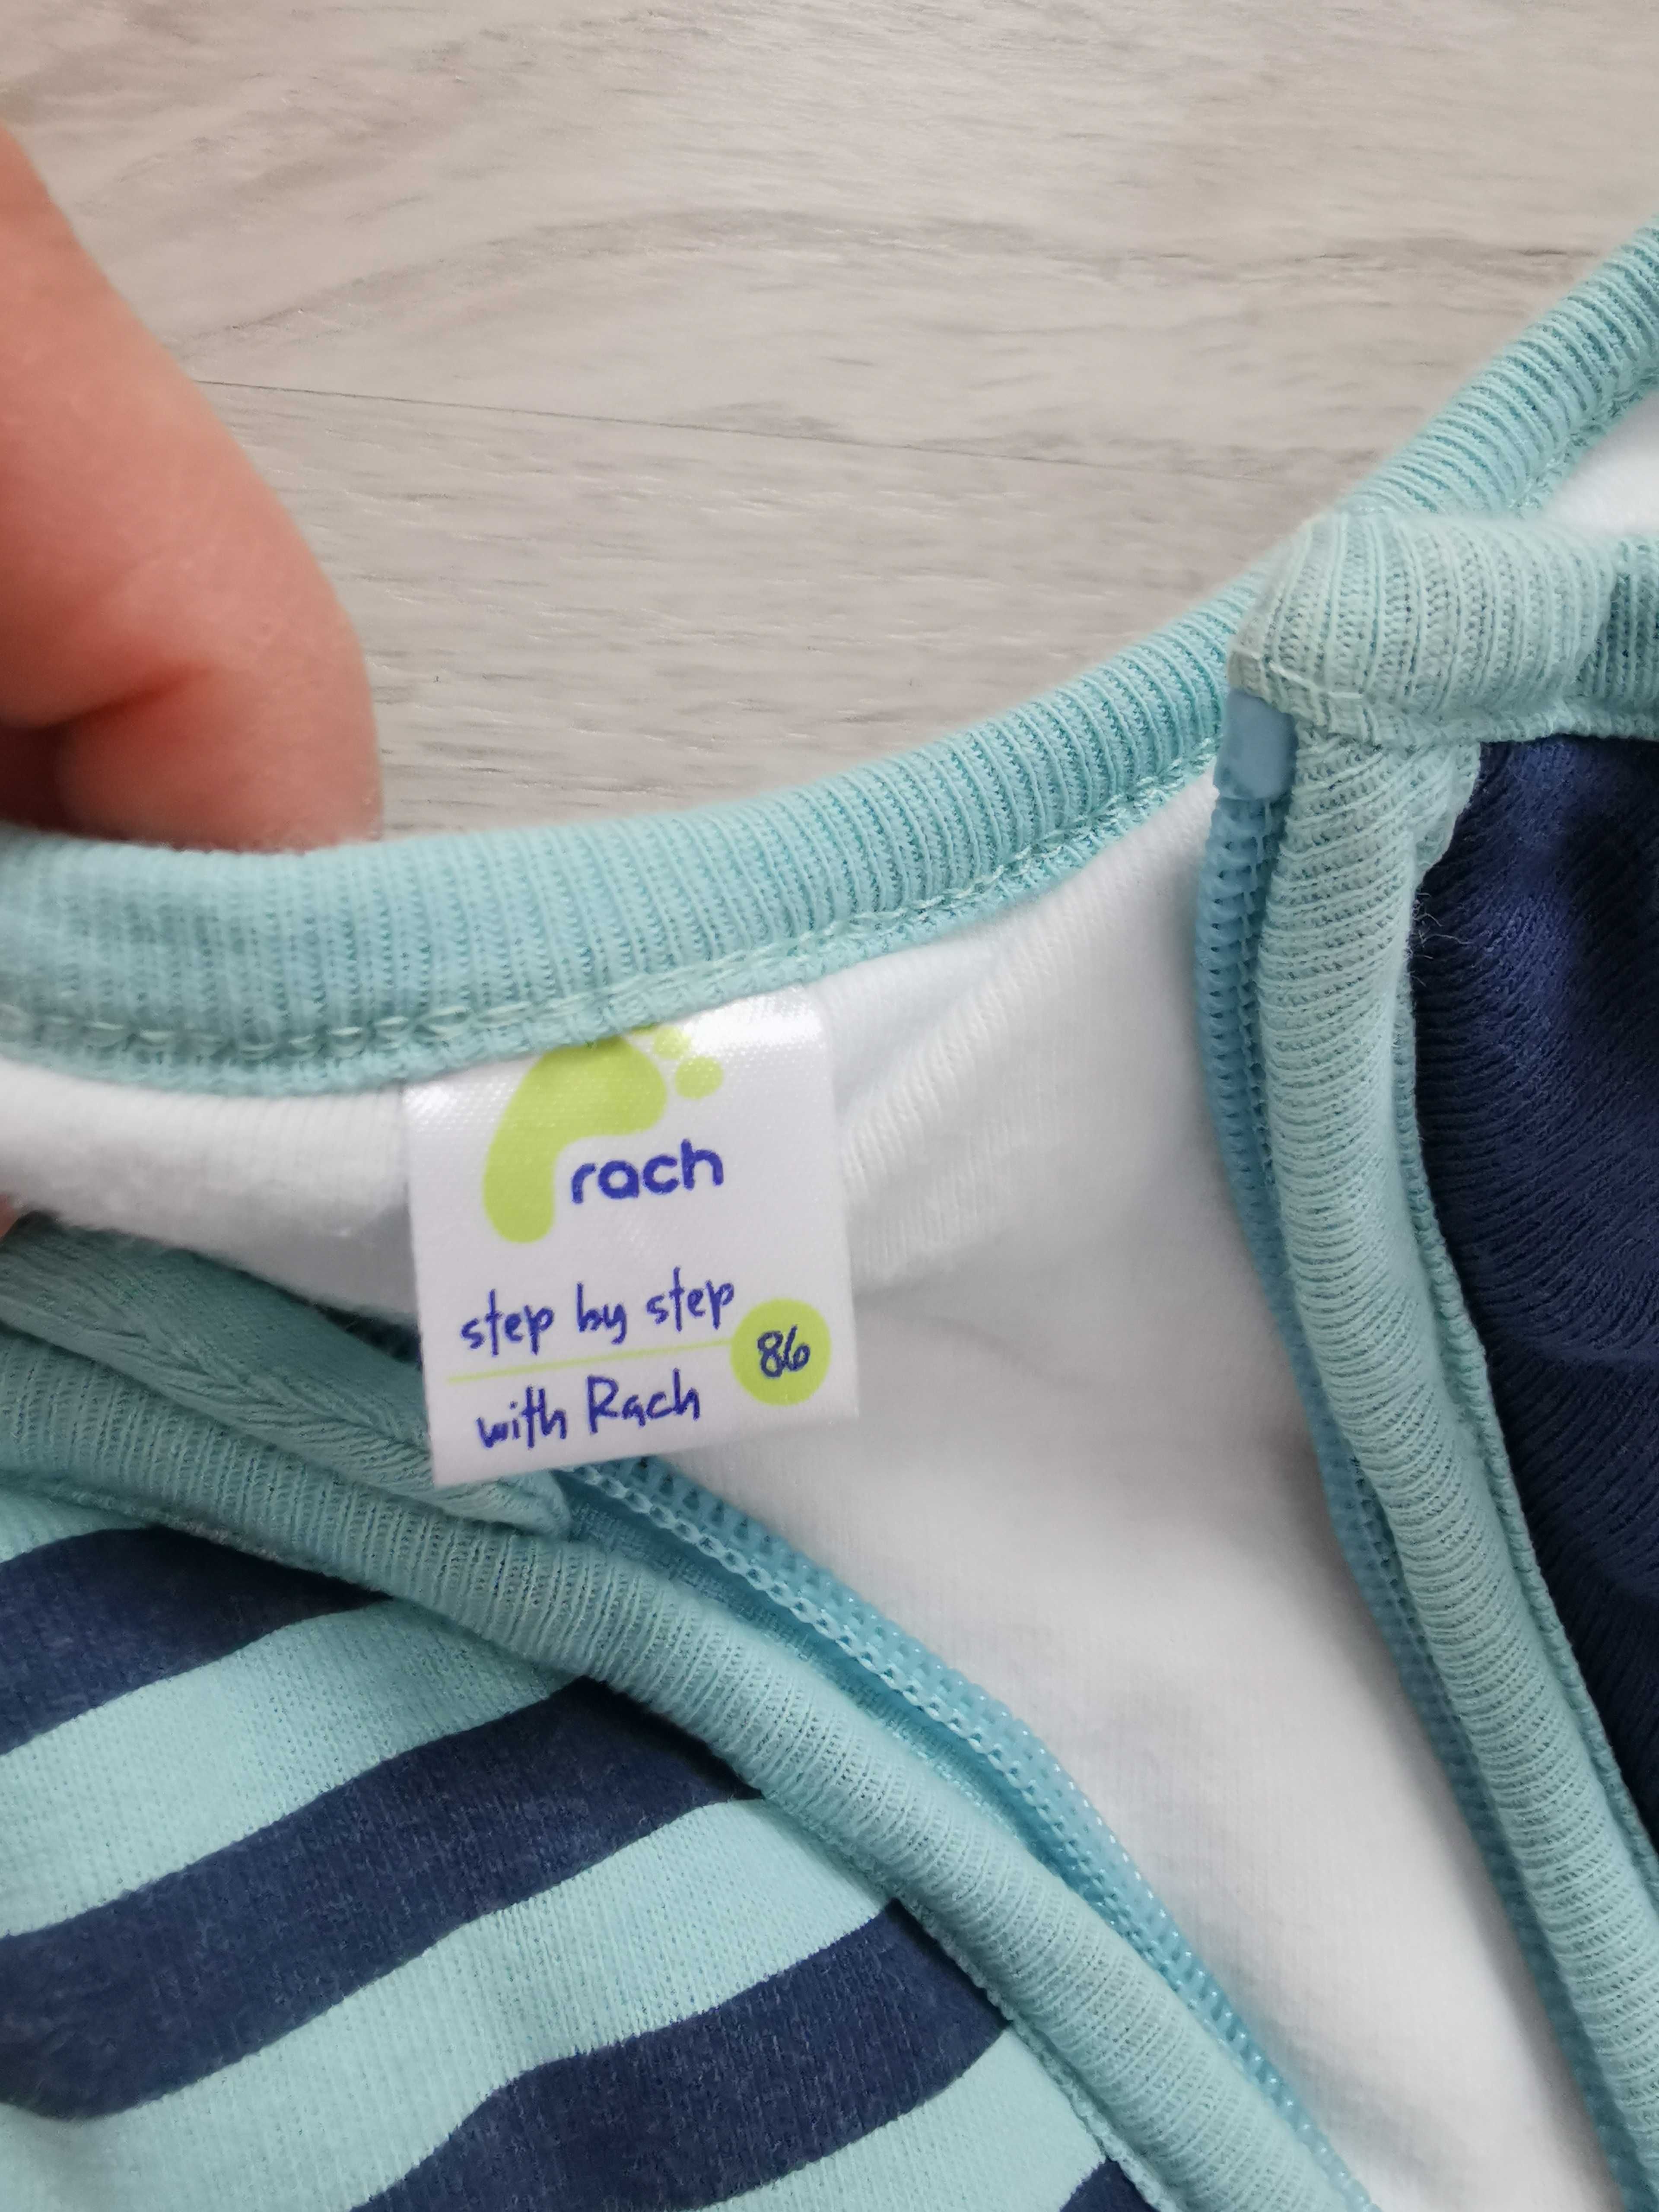 rach
step by step
86
with Rach